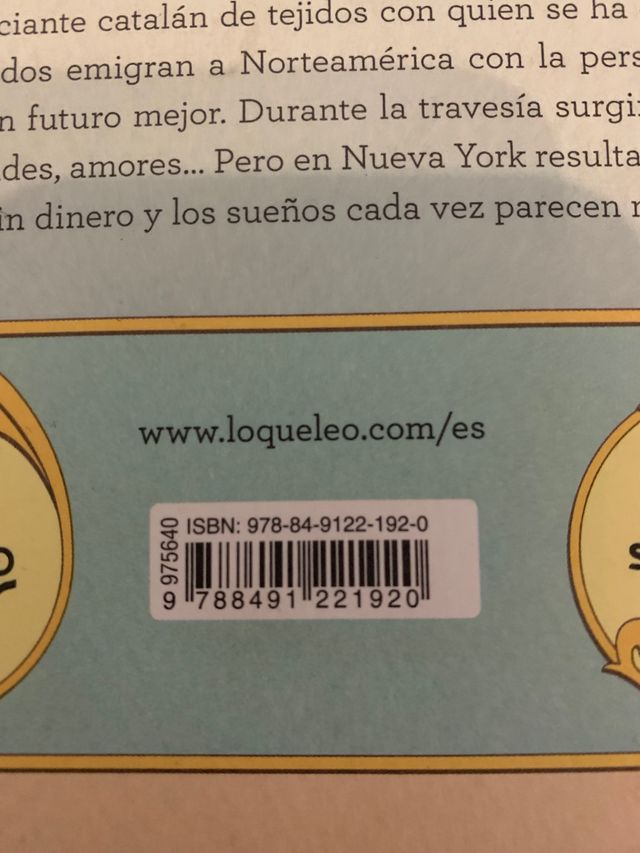 ciante catalán de tejidos con quien se ha
dos emigran a Norteamérica con la pers
n futuro mejor. Durante la travesía surgi
des, amores... Pero en Nueva York resulta
in dinero y los sueños cada vez parecen
www.loqueleo.com/es
ISBN: 978-84-9122-192-0
975640
9 788491 221920